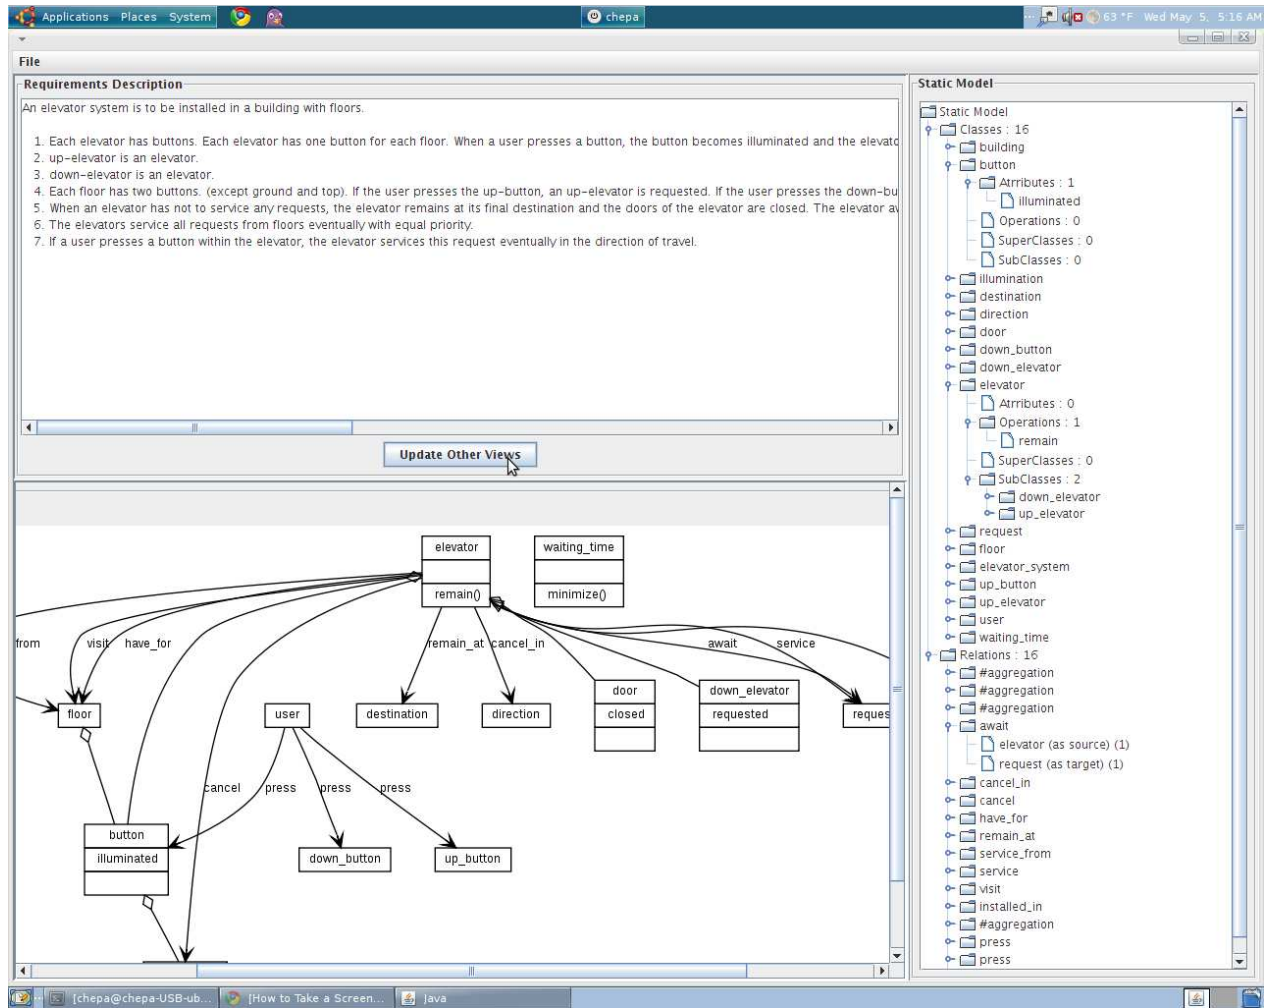 Applications Places System
chepa
63 °F Wed May 5, 5:16 AM
File
Requirements Description
An elevator system is to be installed in a building with floors.
1. Each elevator has buttons. Each elevator has one button for each floor. When a user presses a button, the button becomes illuminated and the elevato
2. up-elevator is an elevator.
3. down-elevator is an elevator.
4. Each floor has two buttons. (except ground and top). If the user presses the up-button, an up-elevator is requested. If the user presses the down-bu
5. When an elevator has not to service any requests, the elevator remains at its final destination and the doors of the elevator are closed. The elevator aw
6. The elevators service all requests from floors eventually with equal priority.
7. If a user presses a button within the elevator, the elevator services this request eventually in the direction of travel.
Update Other Views
elevator
remain()
waiting_time
minimize()
from
visit
have_for
remain_at
cancel_in
await
service
floor
user
destination
direction
door
closed
down_elevator
requested
reques
cancel
press
press
press
button
illuminated
down_button
up_button
Static Model
Static Model
Classes : 16
building
button
Atrributes : 1
illuminated
Operations : 0
SuperClasses : 0
SubClasses : 0
illumination
destination
direction
door
down_button
down_elevator
elevator
Atrributes : 0
Operations : 1
remain
SuperClasses : 0
SubClasses : 2
down_elevator
up_elevator
request
floor
elevator_system
up_button
up_elevator
user
waiting_time
Relations : 16
#aggregation
#aggregation
#aggregation
await
elevator (as source) (1)
request (as target) (1)
cancel_in
cancel
have_for
remain_at
service_from
service
visit
installed_in
#aggregation
press
press
[chepa@chepa-USB-ub...
[How to Take a Screen...
Java